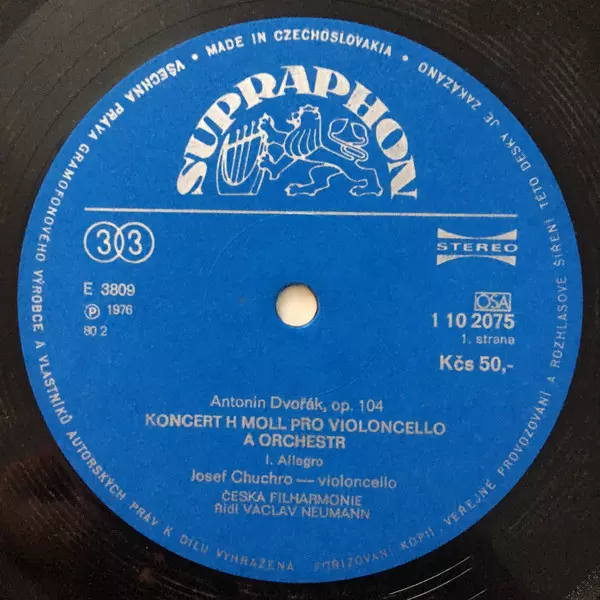 VŠECHNA PRÁVA GRAMOFONOVÉHO VÝROBCE A VLASTNÍKŮ AUTORSKÝCH PRÁV K DÍLU VYHRAZENA • POŘIZOVÁNÍ KOPIÍ, VEŘEJNÉ PROVOZOVÁNÍ A ROZHLASOVÉ ŠÍŘENÍ TÉTO DESKY JE ZAKÁZÁNO • MADE IN CZECHOSLOVAKIA •
SUPRAPHON
33
STEREO
E 3809
℗ 1976
80 2
OSA
1 10 2075
1. strana
Kčs 50,-
Antonín Dvořák, op. 104
KONCERT H MOLL PRO VIOLONCELLO
A ORCHESTR
I. Allegro
Josef Chuchro — violoncello
ČESKÁ FILHARMONIE
Řídí VÁCLAV NEUMANN